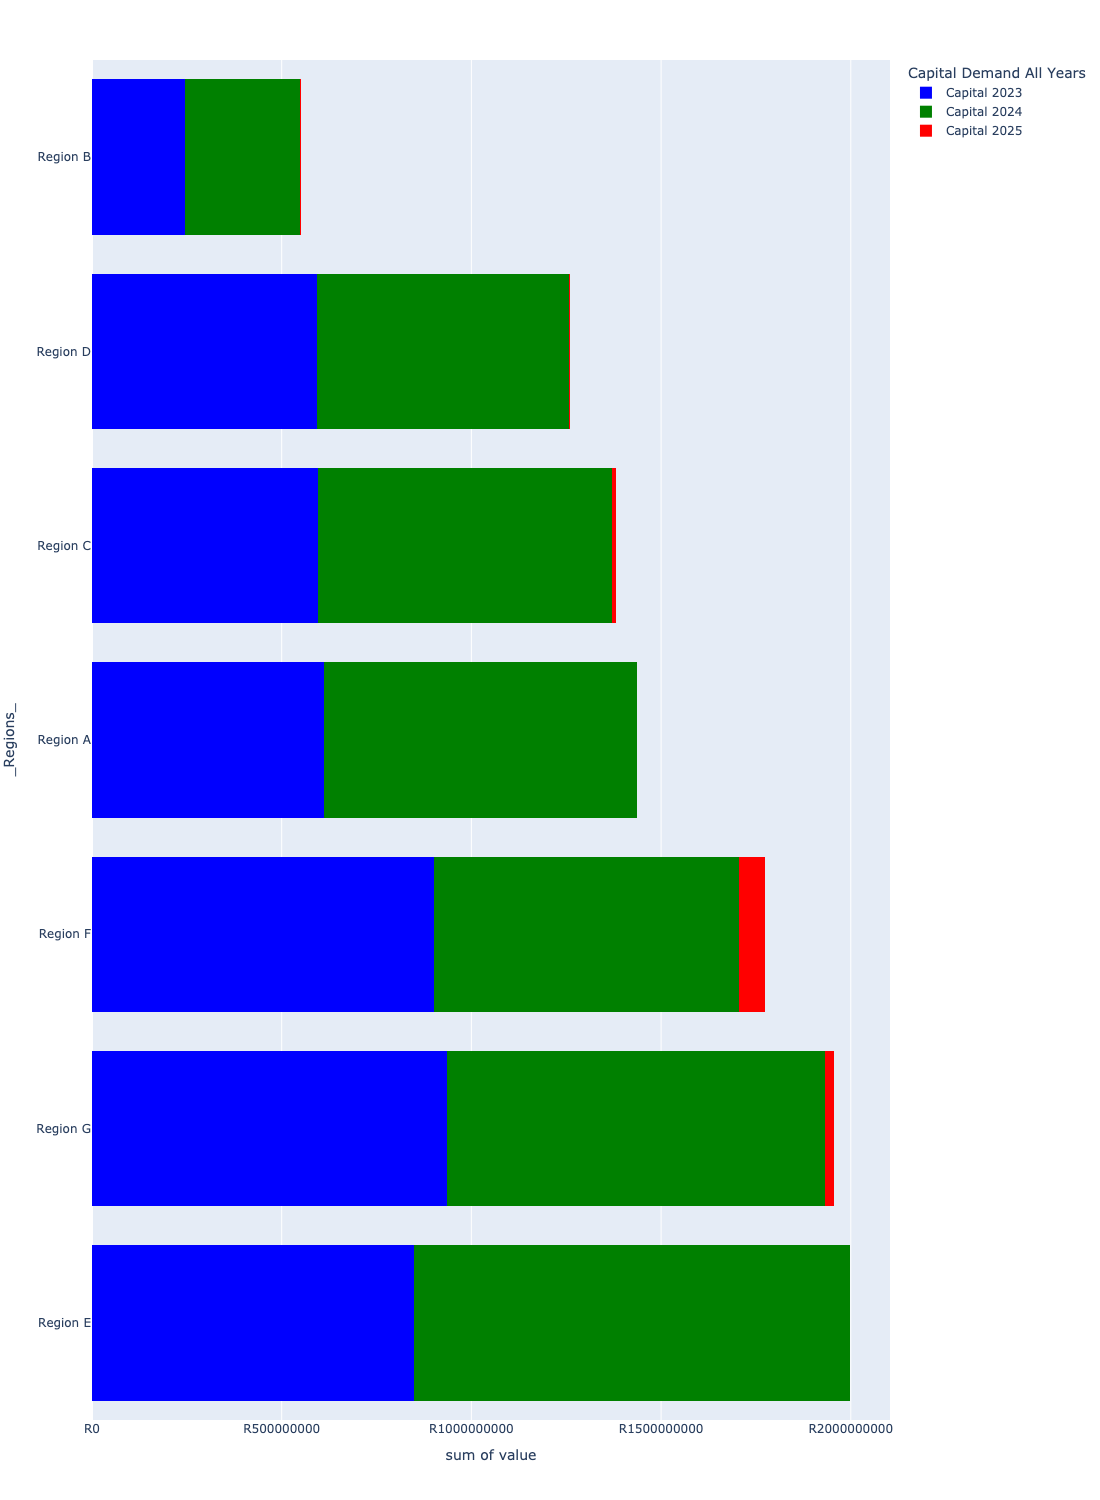 Capital Demand All Years
Capital 2023
Capital 2024
Capital 2025
Region B
Region D
Region C
Region A
Region F
Region G
Region E
_Regions_
R0
R500000000
R1000000000
R1500000000
R2000000000
sum of value